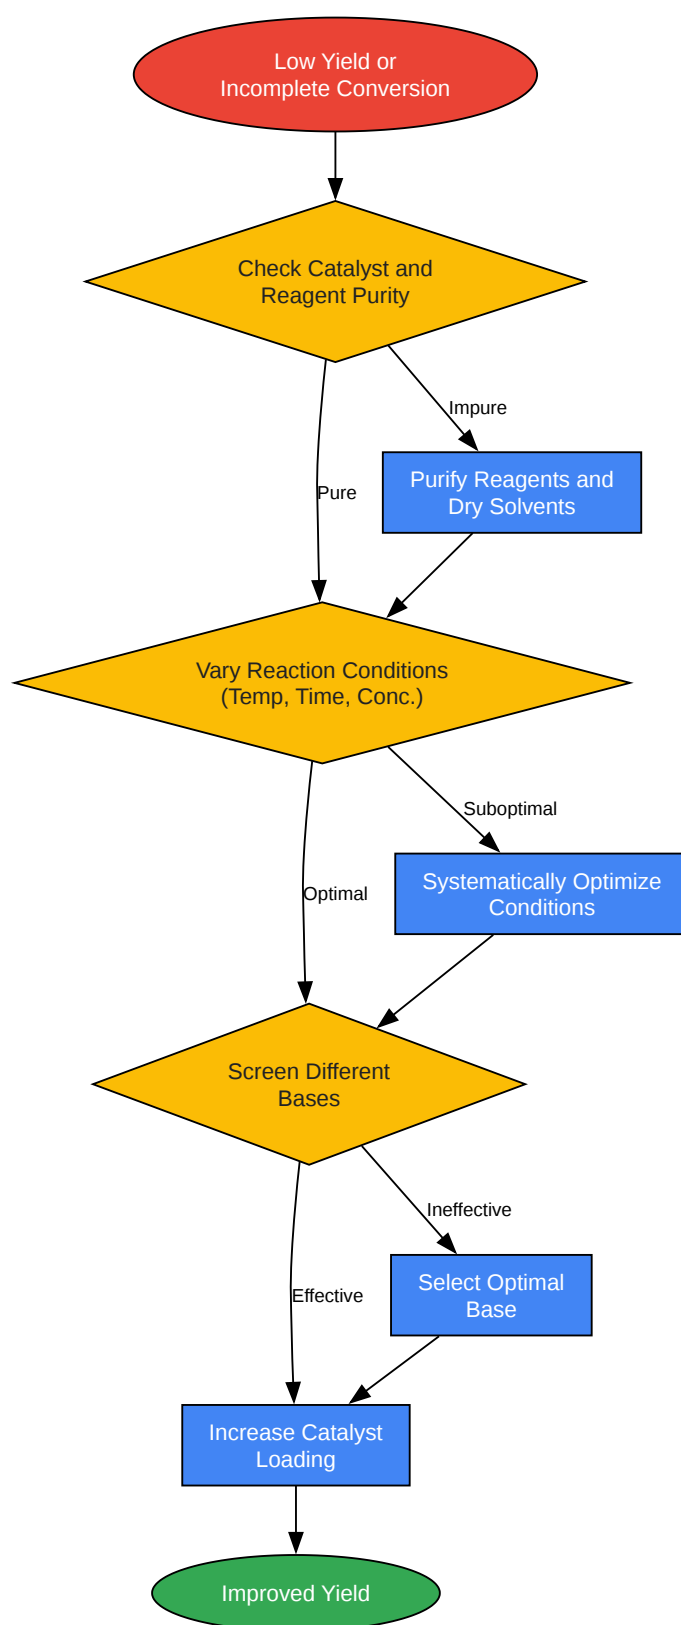 Low Yield or
Incomplete Conversion
Check Catalyst and
Reagent Purity
Impure
Purify Reagents and
Dry Solvents
Pure
Vary Reaction Conditions
(Temp, Time, Conc.)
Suboptimal
Systematically Optimize
Conditions
Optimal
Screen Different
Bases
Ineffective
Select Optimal
Base
Effective
Increase Catalyst
Loading
Improved Yield